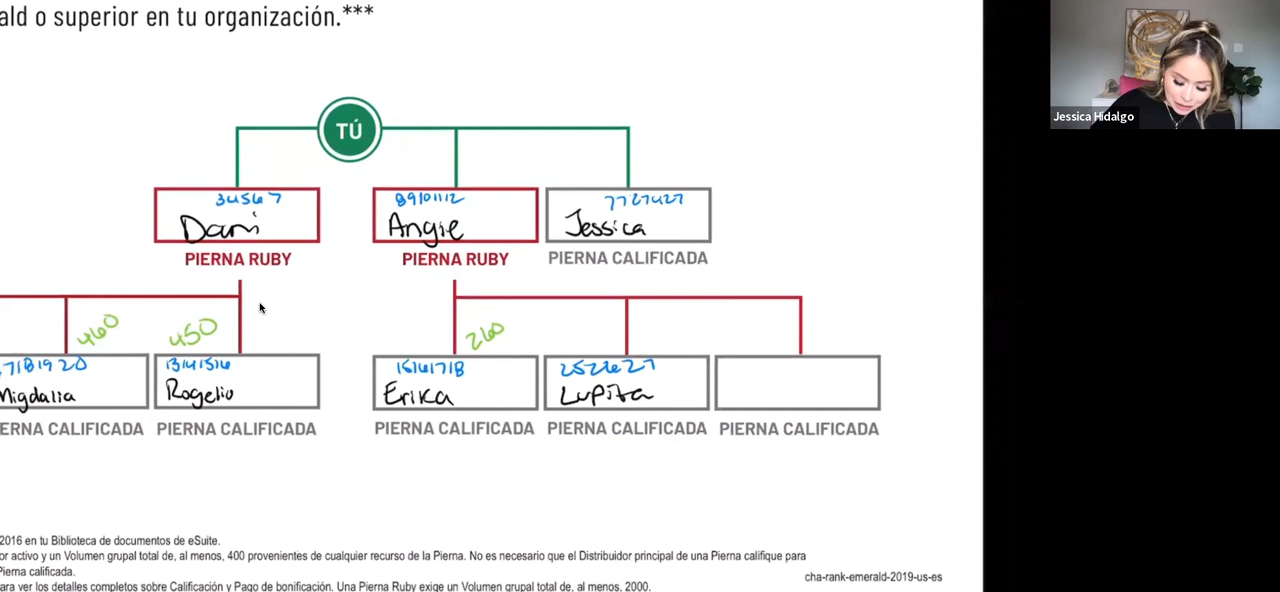 ald o superior en tu organización.***
Jessica Hidalgo
TÚ
34567
Dani
PIERNA RUBY
89101112
Angie
PIERNA RUBY
7727427
Jessica
PIERNA CALIFICADA
460
450
260
7181920
Migdalia
ERNA CALIFICADA
13141516
Rogelio
PIERNA CALIFICADA
15161718
Erika
PIERNA CALIFICADA
252627
Lupita
PIERNA CALIFICADA
PIERNA CALIFICADA
2016 en tu Biblioteca de documentos de eSuite.
or activo y un Volumen grupal total de, al menos, 400 provenientes de cualquier recurso de la Pierna. No es necesario que el Distribuidor principal de una Pierna califique para
Pierna calificada.
ara ver los detalles completos sobre Calificación y Pago de bonificación. Una Pierna Ruby exige un Volumen grupal total de, al menos, 2000.
cha-rank-emerald-2019-us-es